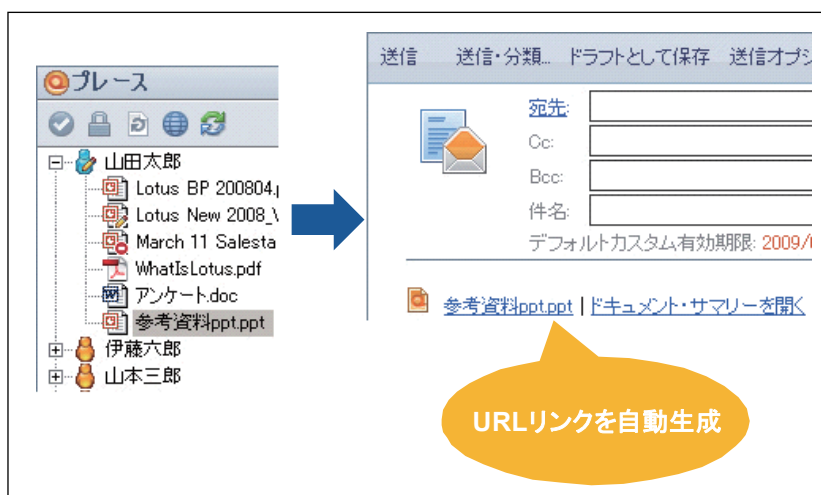 プレース
山田太郎
Lotus BP 200804.
Lotus New 2008_
March 11 Salesta
WhatIsLotus.pdf
アンケート.doc
参考資料ppt.ppt
伊藤六郎
山本三郎
送信 送信・分類... ドラフトとして保存 送信オプシ
宛先:
Cc:
Bcc:
件名:
デフォルトカスタム有効期限: 2009/
参考資料ppt.ppt | ドキュメント・サマリーを開く
URLリンクを自動生成